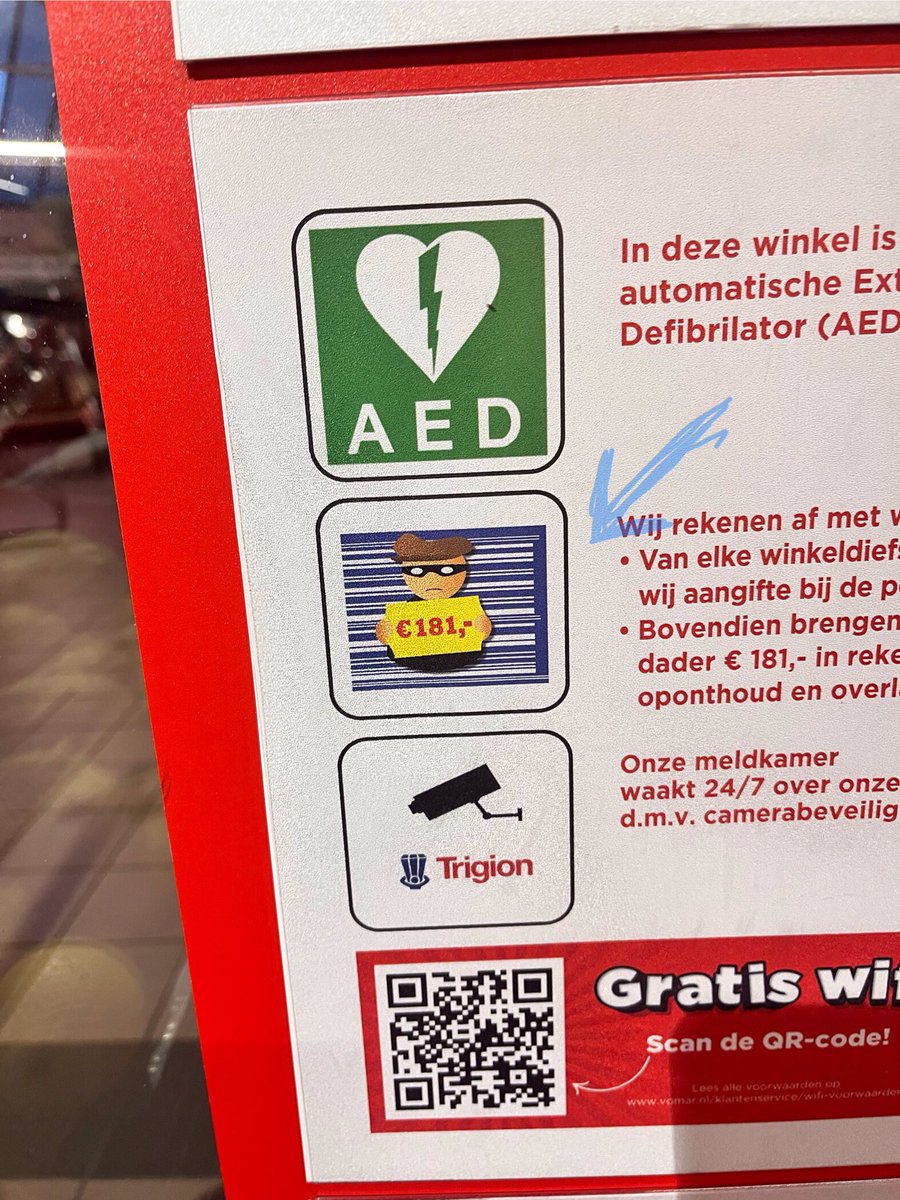 AED
In deze winkel is
automatische Ext
Defibrilator (AED
€181,-
Wij rekenen af met w
• Van elke winkeldiefs
wij aangifte bij de po
• Bovendien brengen
dader € 181,- in reke
oponthoud en overla
Trigion
Onze meldkamer
waakt 24/7 over onze
d.m.v. camerabeveilig
Gratis wif
Scan de QR-code!
Lees alle voorwaarden op
www.vomar.nl/klantenservice/wifi-voorwaarden